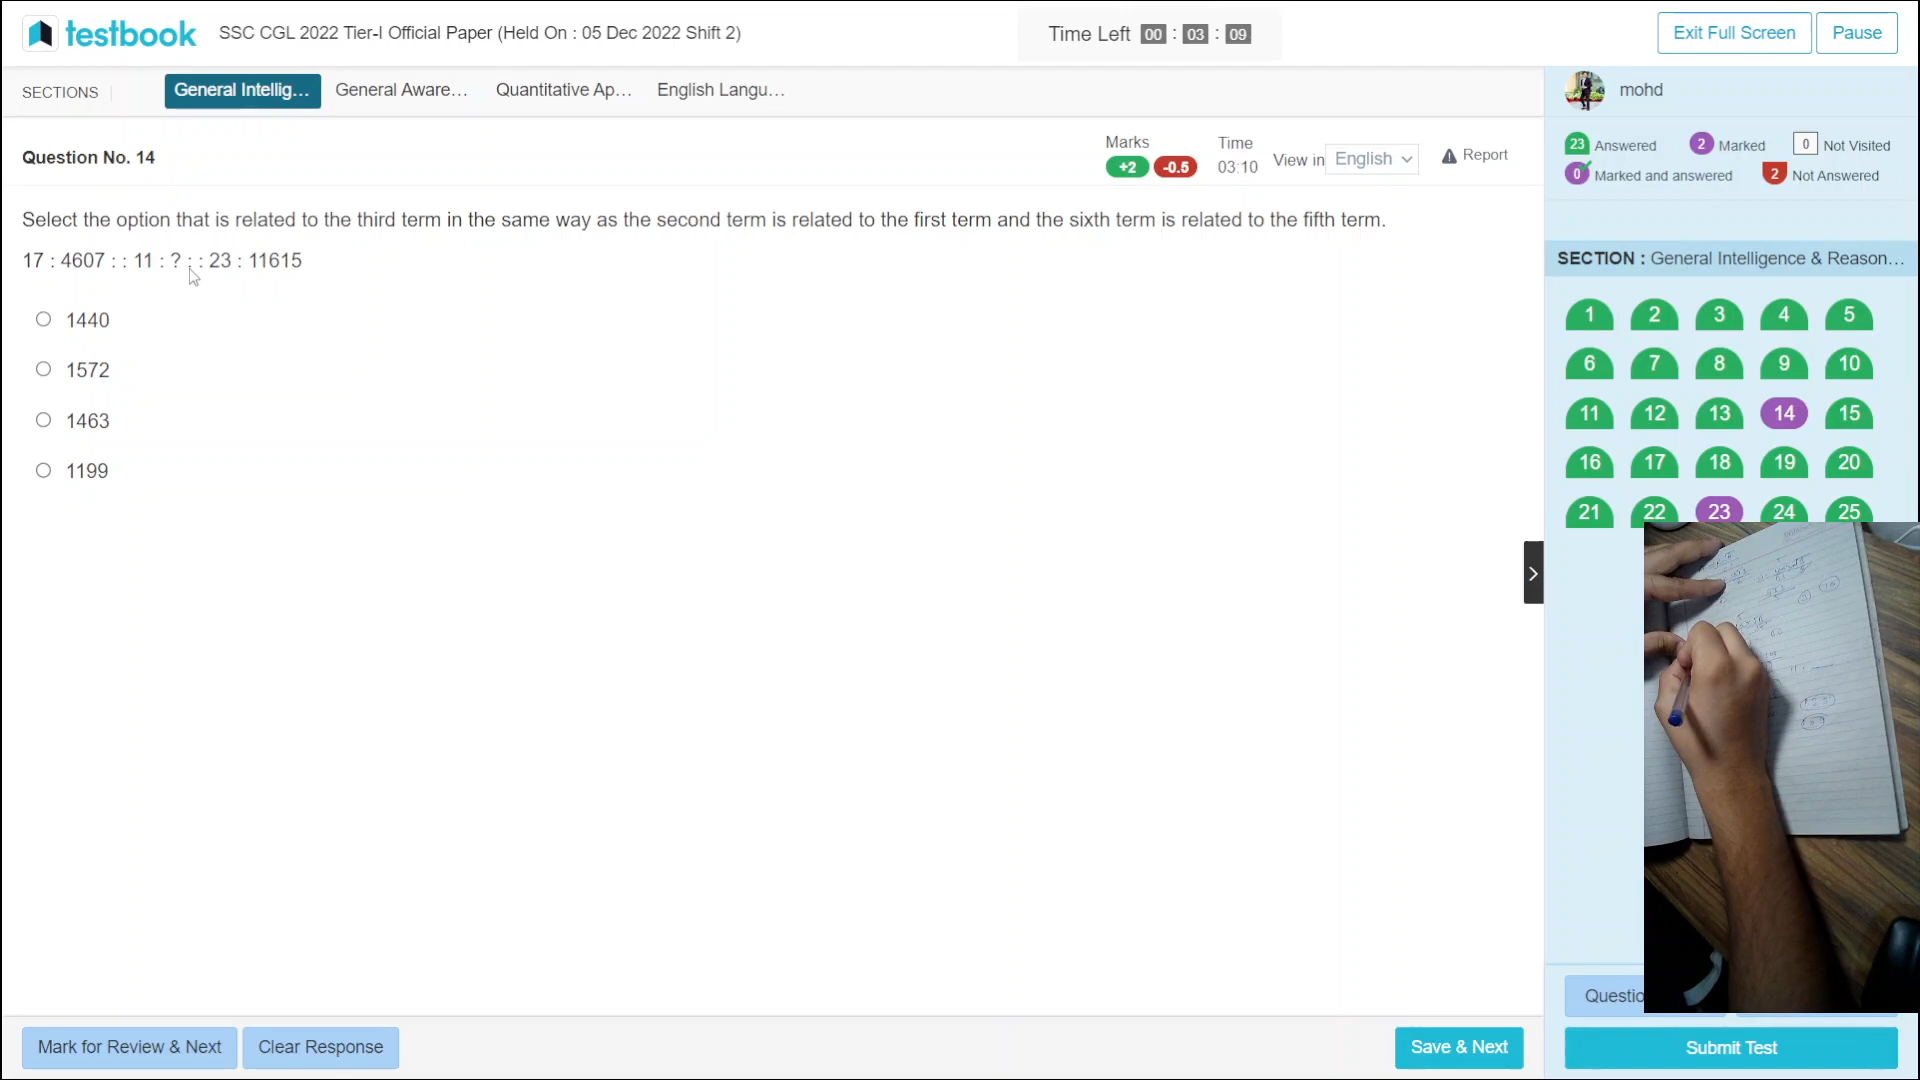 testbook
SSC CGL 2022 Tier-I Official Paper (Held On : 05 Dec 2022 Shift 2)
Time Left 00 : 03 : 09
Exit Full Screen
Pause
SECTIONS
General Intellig...
General Aware...
Quantitative Ap...
English Langu...
mohd
Question No. 14
Marks
+2 -0.5
Time
03:10
View in English
Report
23 Answered
2 Marked
0 Not Visited
0 Marked and answered
2 Not Answered
Select the option that is related to the third term in the same way as the second term is related to the first term and the sixth term is related to the fifth term.
17 : 4607 : : 11 : ? : : 23 : 11615
1440
1572
1463
1199
SECTION : General Intelligence & Reason...
1 2 3 4 5
6 7 8 9 10
11 12 13 14 15
16 17 18 19 20
21 22 23 24 25
Questio
Mark for Review & Next
Clear Response
Save & Next
Submit Test